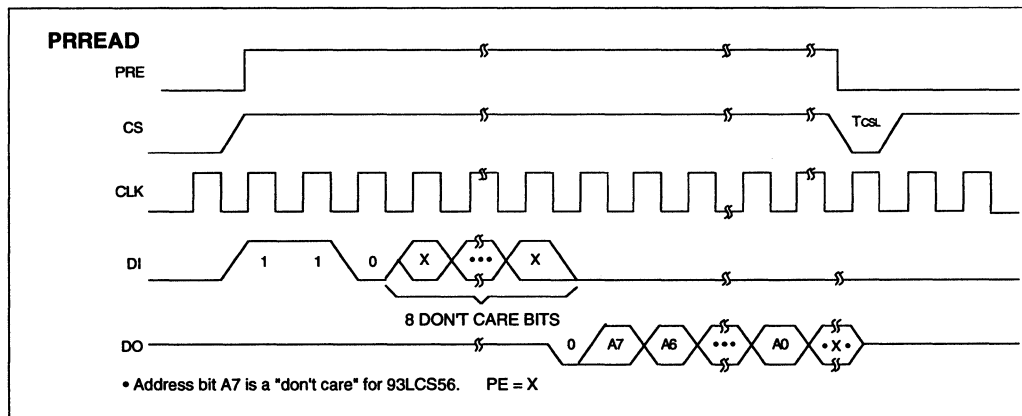 PRREAD
PRE
CS
TCSL
CLK
DI
1 1 0 X ••• X
8 DON'T CARE BITS
DO
0 A7 A6 ••• A0 •X•
• Address bit A7 is a "don't care" for 93LCS56. PE = X